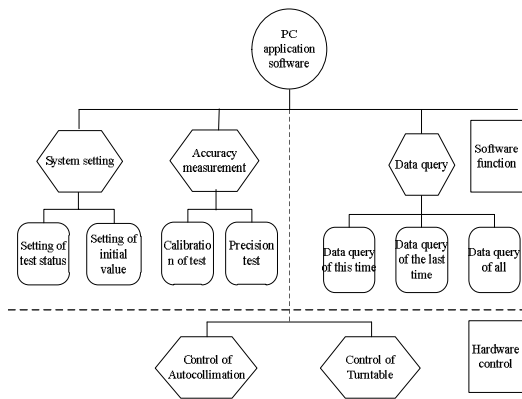 PC
application
software
System setting
Accuracy
measurement
Data query
Software
function
Setting of
test status
Setting of
initial
value
Calibratio
n of test
Precision
test
Data query
of this time
Data query
of the last
time
Data query
of all
Control of
Autocollimation
Control of
Turntable
Hardware
control